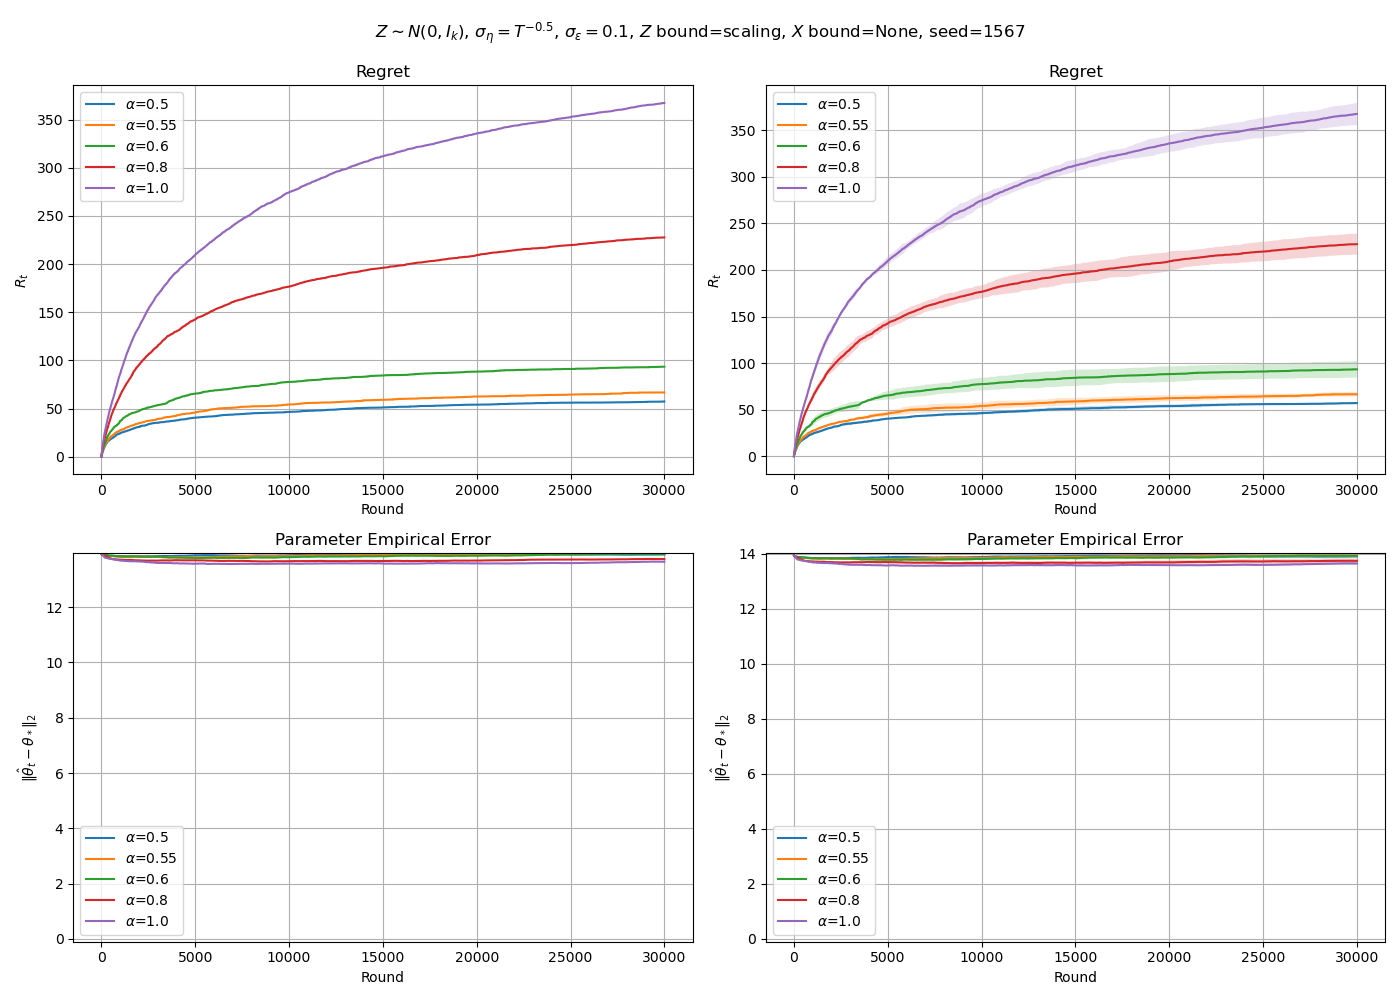 Z ∼ N(0, I_k), σ_η = T^{−0.5}, σ_ε = 0.1, Z bound=scaling, X bound=None, seed=1567
Regret
R_t
350
300
250
200
150
100
50
0
α=0.5
α=0.55
α=0.6
α=0.8
α=1.0
0 5000 10000 15000 20000 25000 30000
Round
Regret
R_t
350
300
250
200
150
100
50
0
α=0.5
α=0.55
α=0.6
α=0.8
α=1.0
0 5000 10000 15000 20000 25000 30000
Round
Parameter Empirical Error
‖θ̂_t − θ_*‖_2
12
10
8
6
4
2
0
α=0.5
α=0.55
α=0.6
α=0.8
α=1.0
0 5000 10000 15000 20000 25000 30000
Round
Parameter Empirical Error
‖θ̂_t − θ_*‖_2
14
12
10
8
6
4
2
0
α=0.5
α=0.55
α=0.6
α=0.8
α=1.0
0 5000 10000 15000 20000 25000 30000
Round